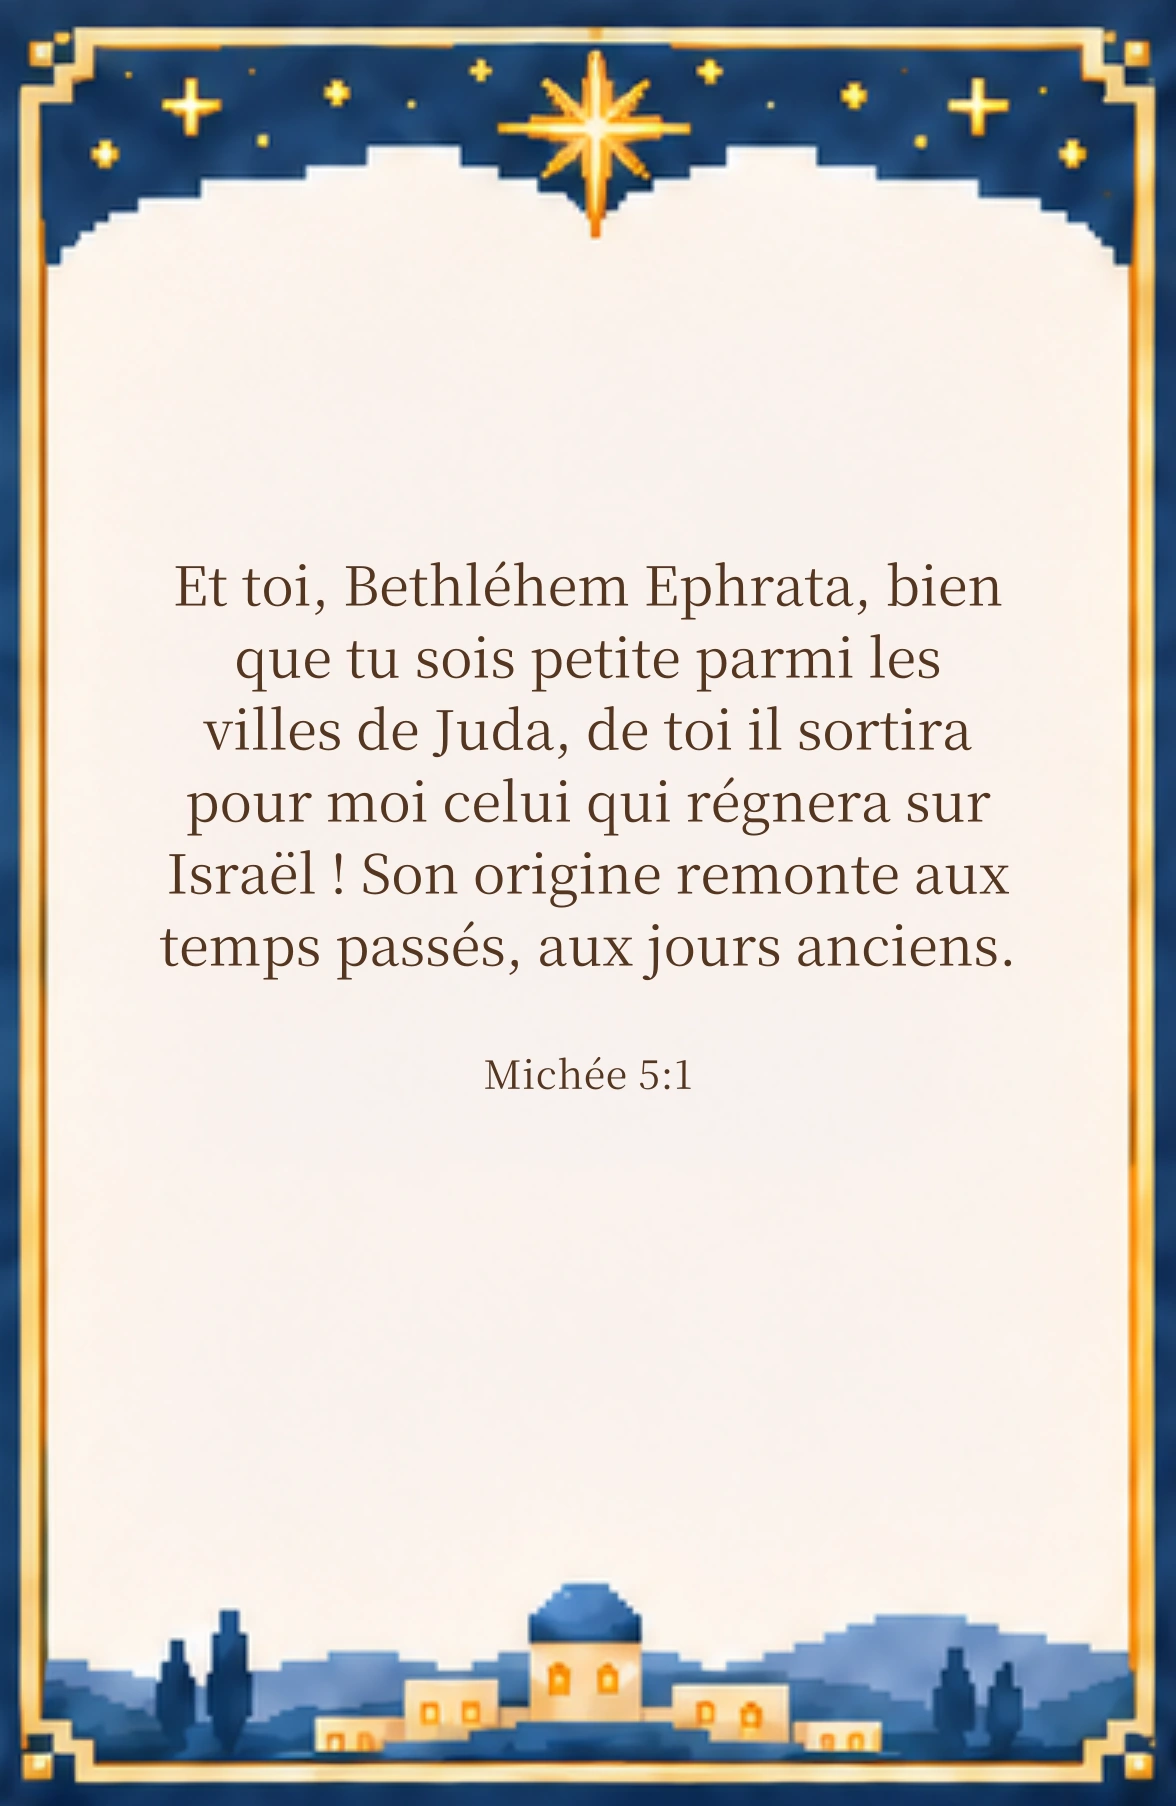 Et toi, Bethléhem Ephrata, bien
que tu sois petite parmi les
villes de Juda, de toi il sortira
pour moi celui qui régnera sur
Israël ! Son origine remonte aux
temps passés, aux jours anciens.
Michée 5:1